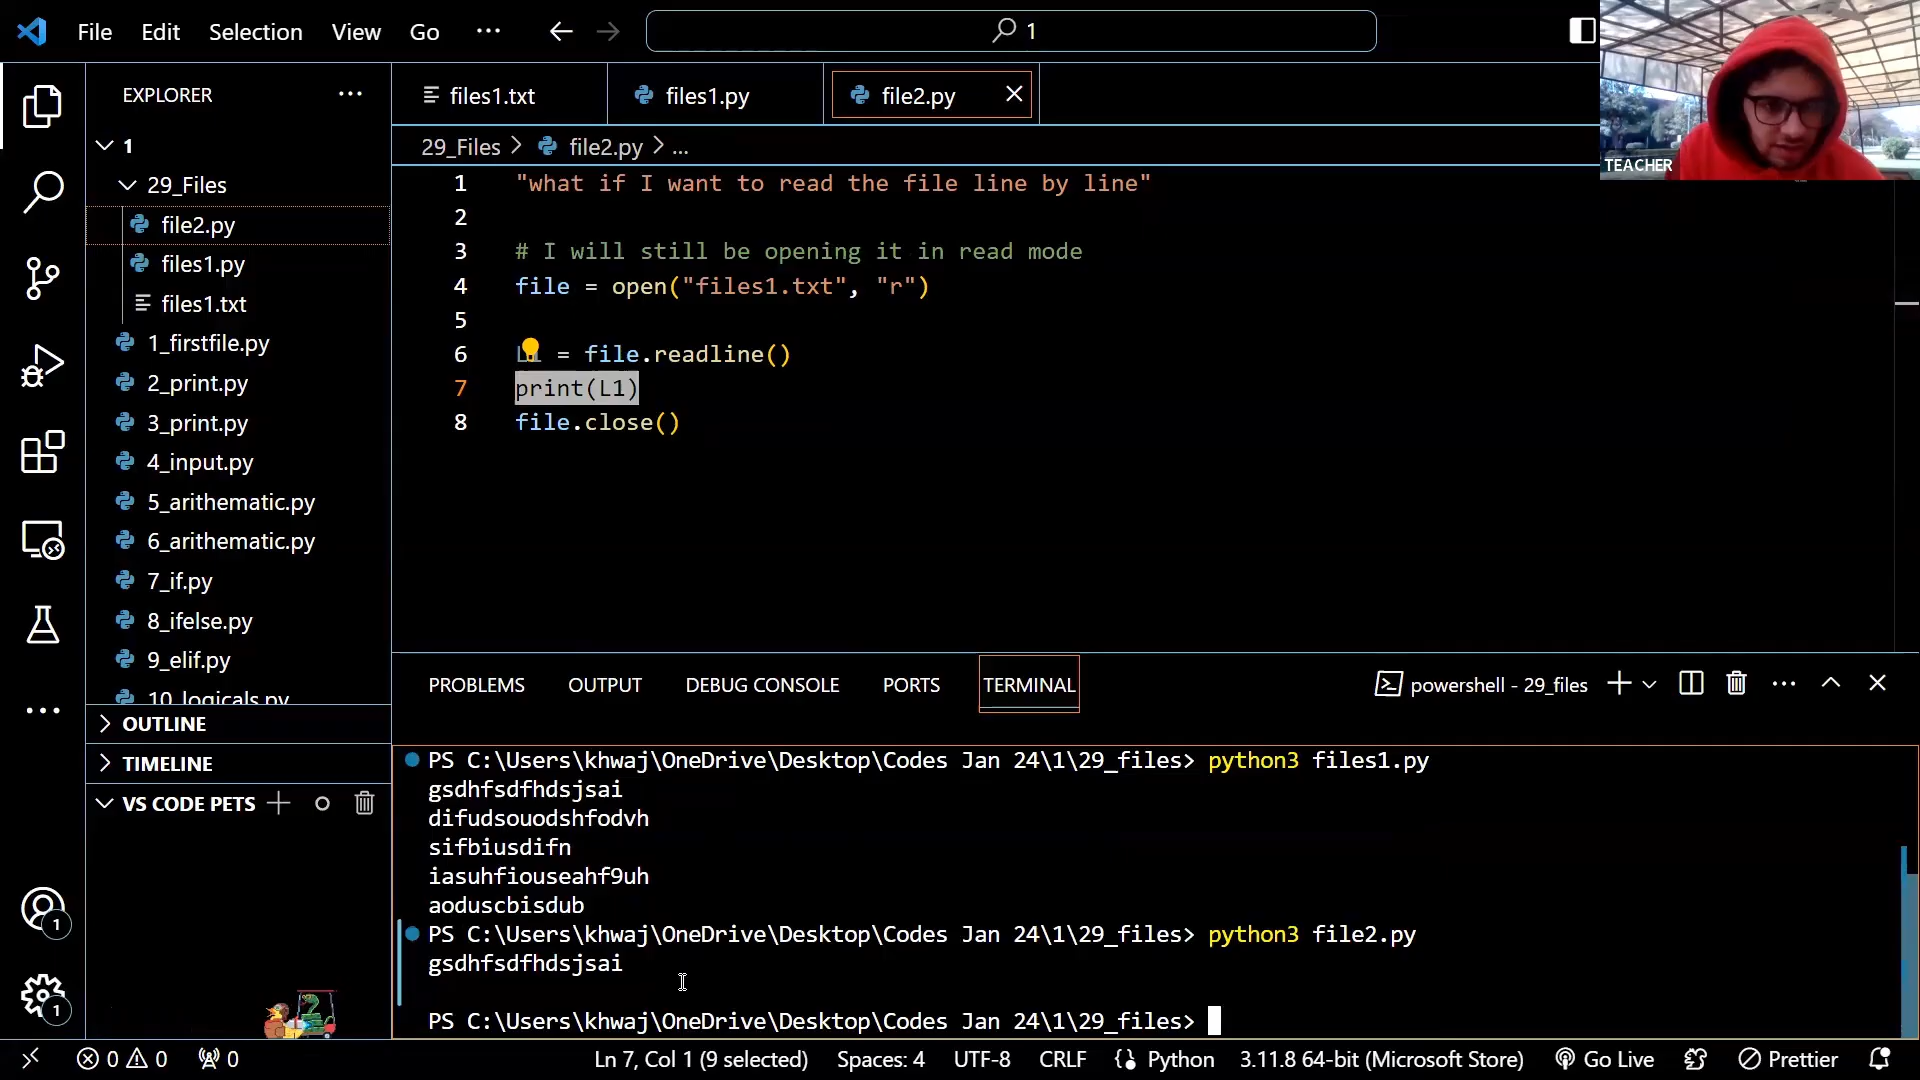 File Edit Selection View Go ... 1
TEACHER
EXPLORER ...
1
29_Files
file2.py
files1.py
files1.txt
1_firstfile.py
2_print.py
3_print.py
4_input.py
5_arithematic.py
6_arithematic.py
7_if.py
8_ifelse.py
9_elif.py
10_logicals.py
OUTLINE
TIMELINE
VS CODE PETS
1
1
files1.txt files1.py file2.py
29_Files > file2.py > ...
1 "what if I want to read the file line by line"
2
3 # I will still be opening it in read mode
4 file = open("files1.txt", "r")
5
6 L1 = file.readline()
7 print(L1)
8 file.close()
PROBLEMS OUTPUT DEBUG CONSOLE PORTS TERMINAL powershell - 29_files
PS C:\Users\khwaj\OneDrive\Desktop\Codes Jan 24\1\29_files> python3 files1.py
gsdhfsdfhdsjsai
difudsouodshfodvh
sifbiusdifn
iasuhfiouseahf9uh
aoduscbisdub
PS C:\Users\khwaj\OneDrive\Desktop\Codes Jan 24\1\29_files> python3 file2.py
gsdhfsdfhdsjsai
PS C:\Users\khwaj\OneDrive\Desktop\Codes Jan 24\1\29_files>
0 0 0 Ln 7, Col 1 (9 selected) Spaces: 4 UTF-8 CRLF Python 3.11.8 64-bit (Microsoft Store) Go Live Prettier